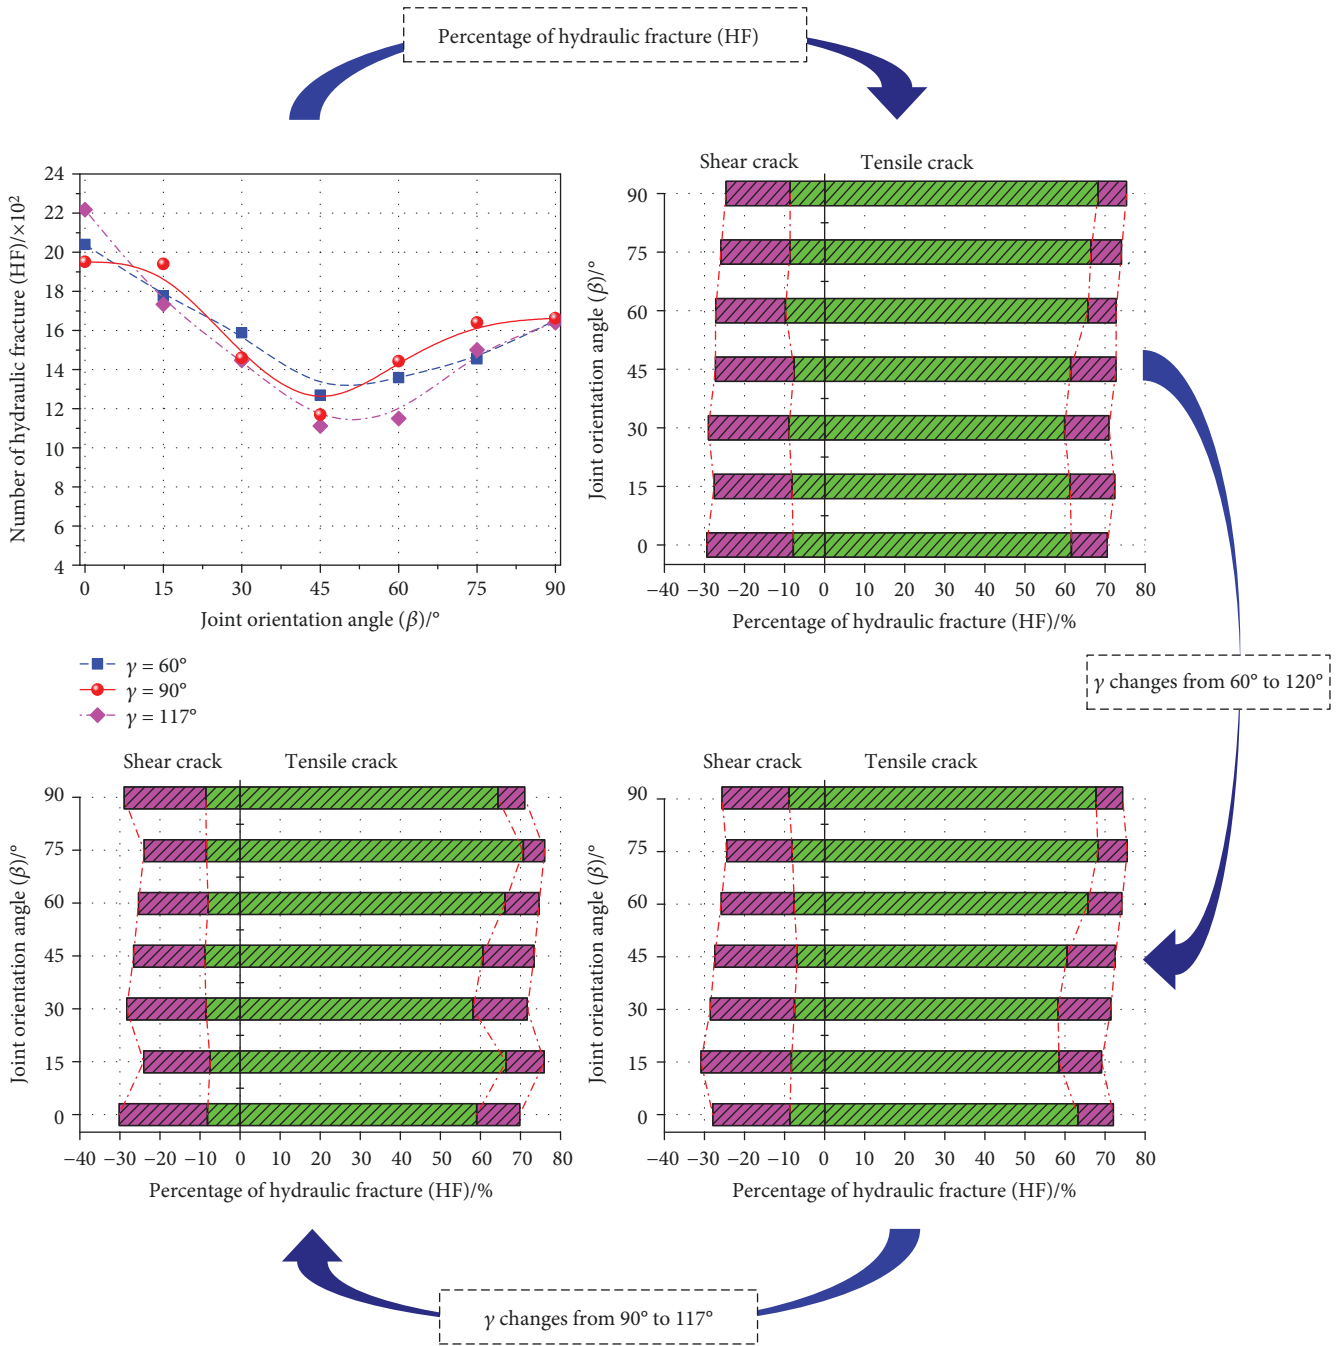 Percentage of hydraulic fracture (HF)
Number of hydraulic fracture (HF)/×10²
24
22
20
18
16
14
12
10
8
6
4
0 15 30 45 60 75 90
Joint orientation angle (β)/°
γ = 60°
γ = 90°
γ = 117°
Shear crack Tensile crack
Joint orientation angle (β)/°
90
75
60
45
30
15
0
−40 −30 −20 −10 0 10 20 30 40 50 60 70 80
Percentage of hydraulic fracture (HF)/%
γ changes from 60° to 120°
Shear crack Tensile crack
Joint orientation angle (β)/°
90
75
60
45
30
15
0
−40 −30 −20 −10 0 10 20 30 40 50 60 70 80
Percentage of hydraulic fracture (HF)/%
Shear crack Tensile crack
Joint orientation angle (β)/°
90
75
60
45
30
15
0
−40 −30 −20 −10 0 10 20 30 40 50 60 70 80
Percentage of hydraulic fracture (HF)/%
γ changes from 90° to 117°